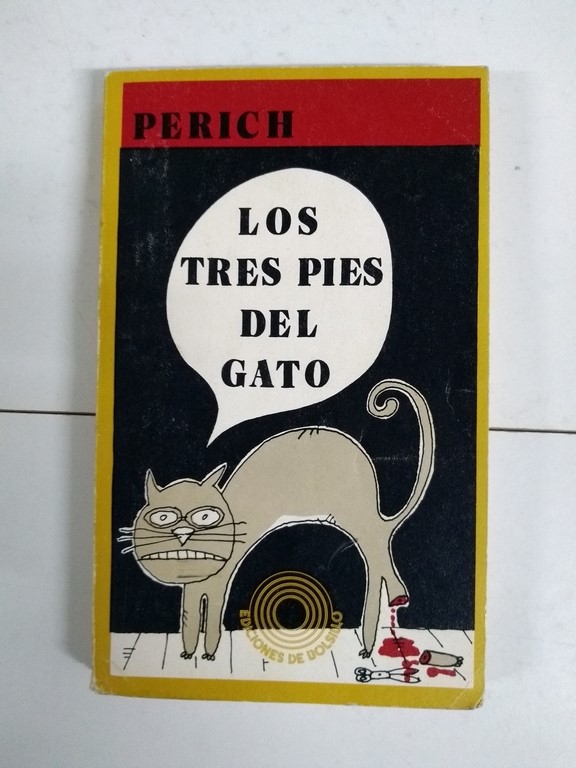 PERICH
LOS
TRES PIES
DEL
GATO
EDICIONES DE BOLSILLO